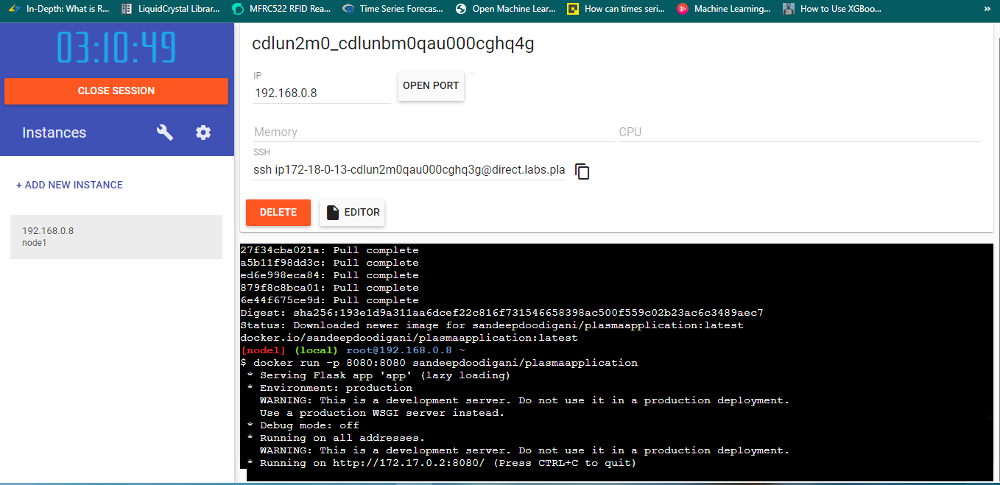 In-Depth: What is R...
LiquidCrystal Librar...
MFRC522 RFID Rea...
Time Series Forecas...
Open Machine Lear...
How can times seri...
Machine Learning...
How to Use XGBoo...
»
03:10:49
CLOSE SESSION
Instances
+ ADD NEW INSTANCE
192.168.0.8
node1
cdlun2m0_cdlunbm0qau000cghq4g
IP
192.168.0.8
OPEN PORT
Memory
CPU
SSH
ssh ip172-18-0-13-cdlun2m0qau000cghq3g@direct.labs.pla
DELETE
EDITOR
27f34cba021a: Pull complete
a5b11f98dd3c: Pull complete
ed6e998eca84: Pull complete
879f8c8bca01: Pull complete
6e44f675ce9d: Pull complete
Digest: sha256:193e1d9a311aa6dcef22c816f731546658398ac500f559c02b23ac6c3489aec7
Status: Downloaded newer image for sandeepdoodigani/plasmaapplication:latest
docker.io/sandeepdoodigani/plasmaapplication:latest
[node1] (local) root@192.168.0.8 ~
$ docker run -p 8080:8080 sandeepdoodigani/plasmaapplication
* Serving Flask app 'app' (lazy loading)
* Environment: production
WARNING: This is a development server. Do not use it in a production deployment.
Use a production WSGI server instead.
* Debug mode: off
* Running on all addresses.
WARNING: This is a development server. Do not use it in a production deployment.
* Running on http://172.17.0.2:8080/ (Press CTRL+C to quit)